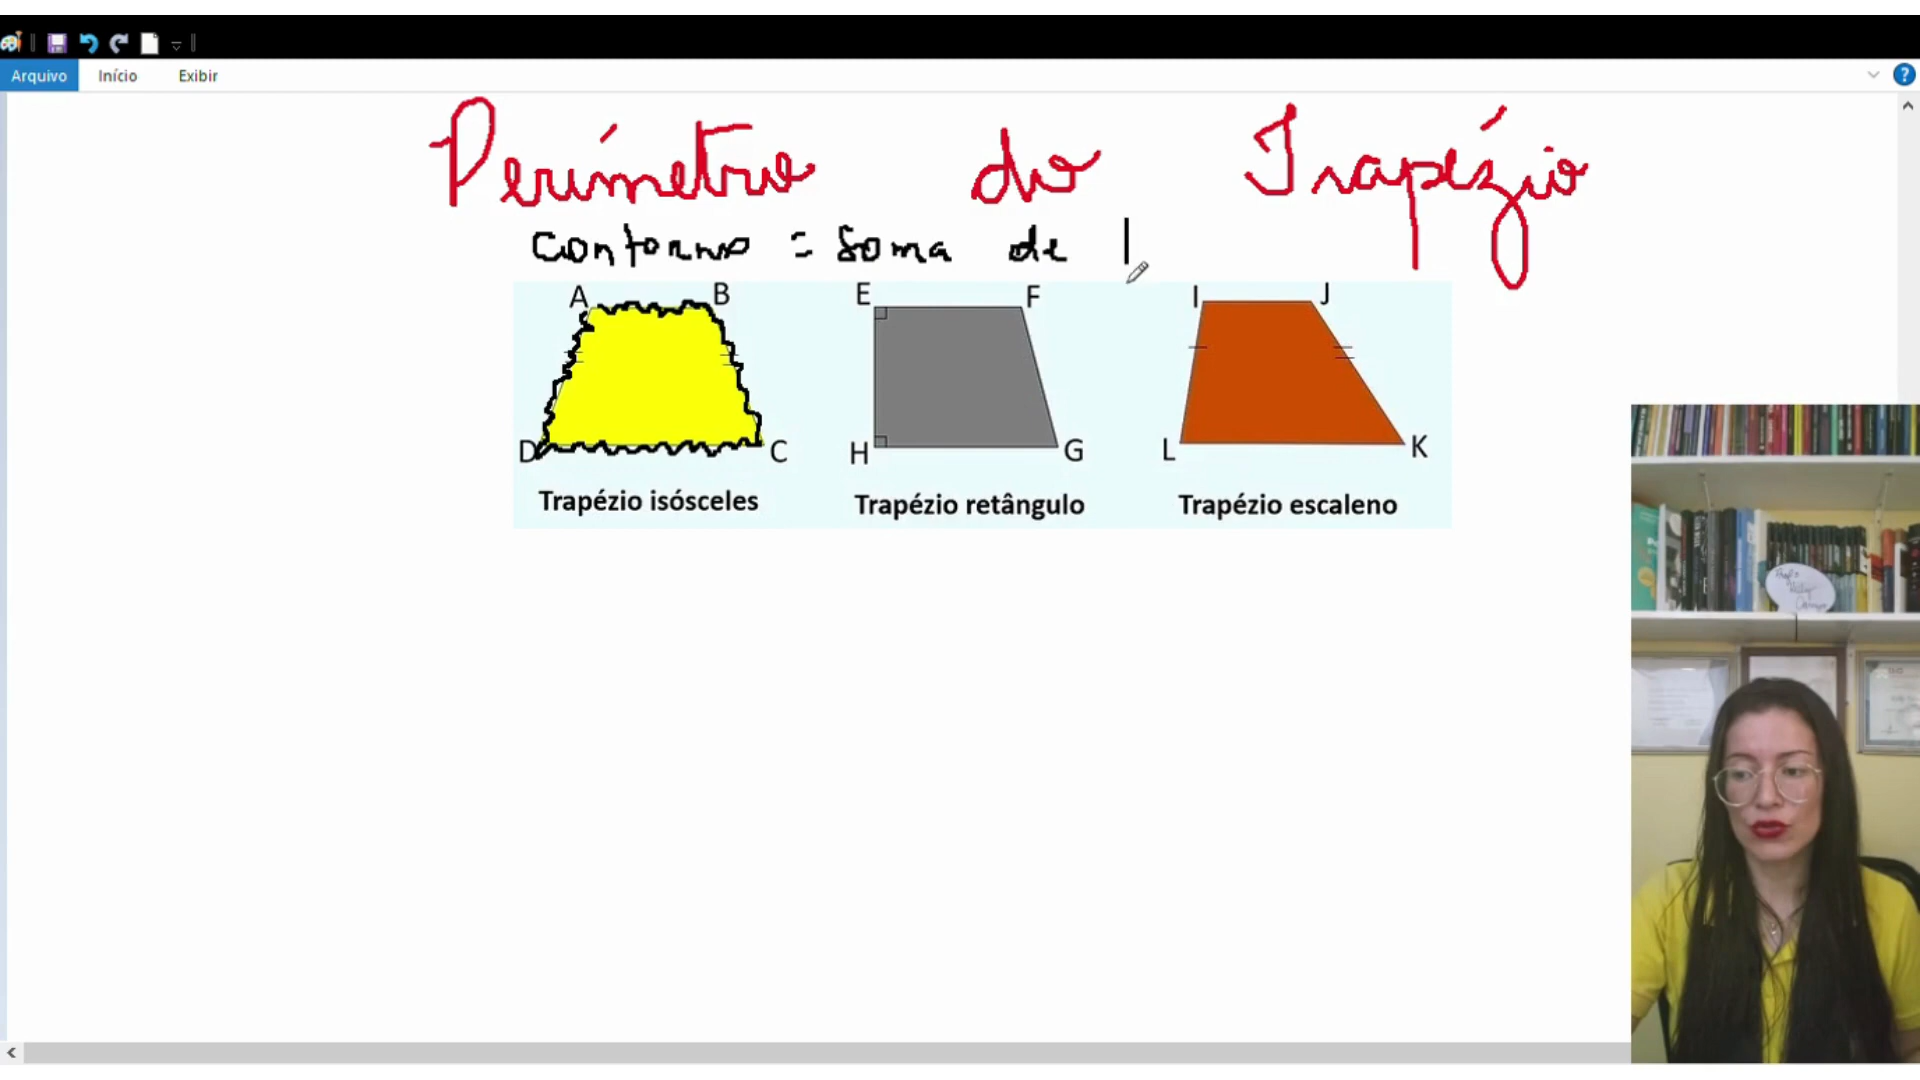 Arquivo Início Exibir
Perímetro do Trapézio
contorno = soma de l
A B E F I J
D C H G L K
Trapézio isósceles Trapézio retângulo Trapézio escaleno